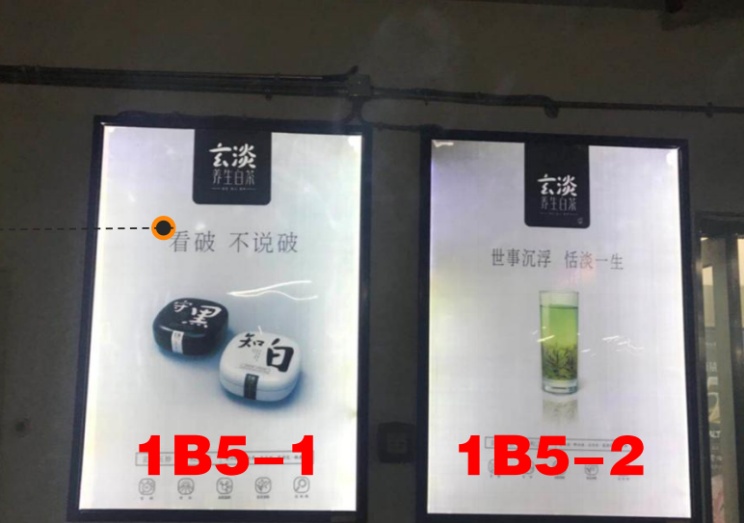 玄淡
养生白茶
看破 不说破
守黑
知白
1B5-1
玄淡
养生白茶
世事沉浮 恬淡一生
1B5-2